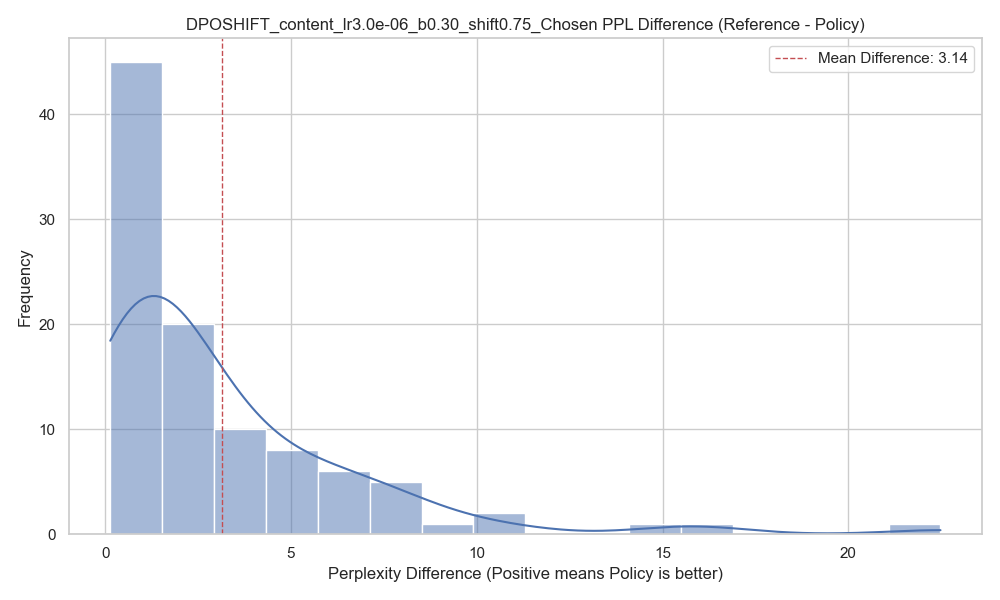 DPOSHIFT_content_lr3.0e-06_b0.30_shift0.75_Chosen PPL Difference (Reference - Policy)
Mean Difference: 3.14
Frequency
40
30
20
10
0
0 5 10 15 20
Perplexity Difference (Positive means Policy is better)